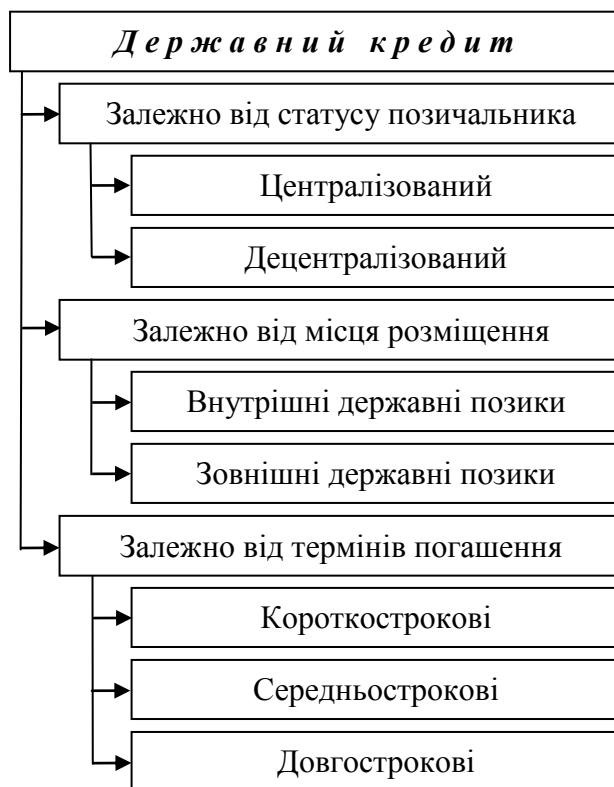 Державний кредит
Залежно від статусу позичальника
Централізований
Децентралізований
Залежно від місця розміщення
Внутрішні державні позики
Зовнішні державні позики
Залежно від термінів погашення
Короткострокові
Середньострокові
Довгострокові